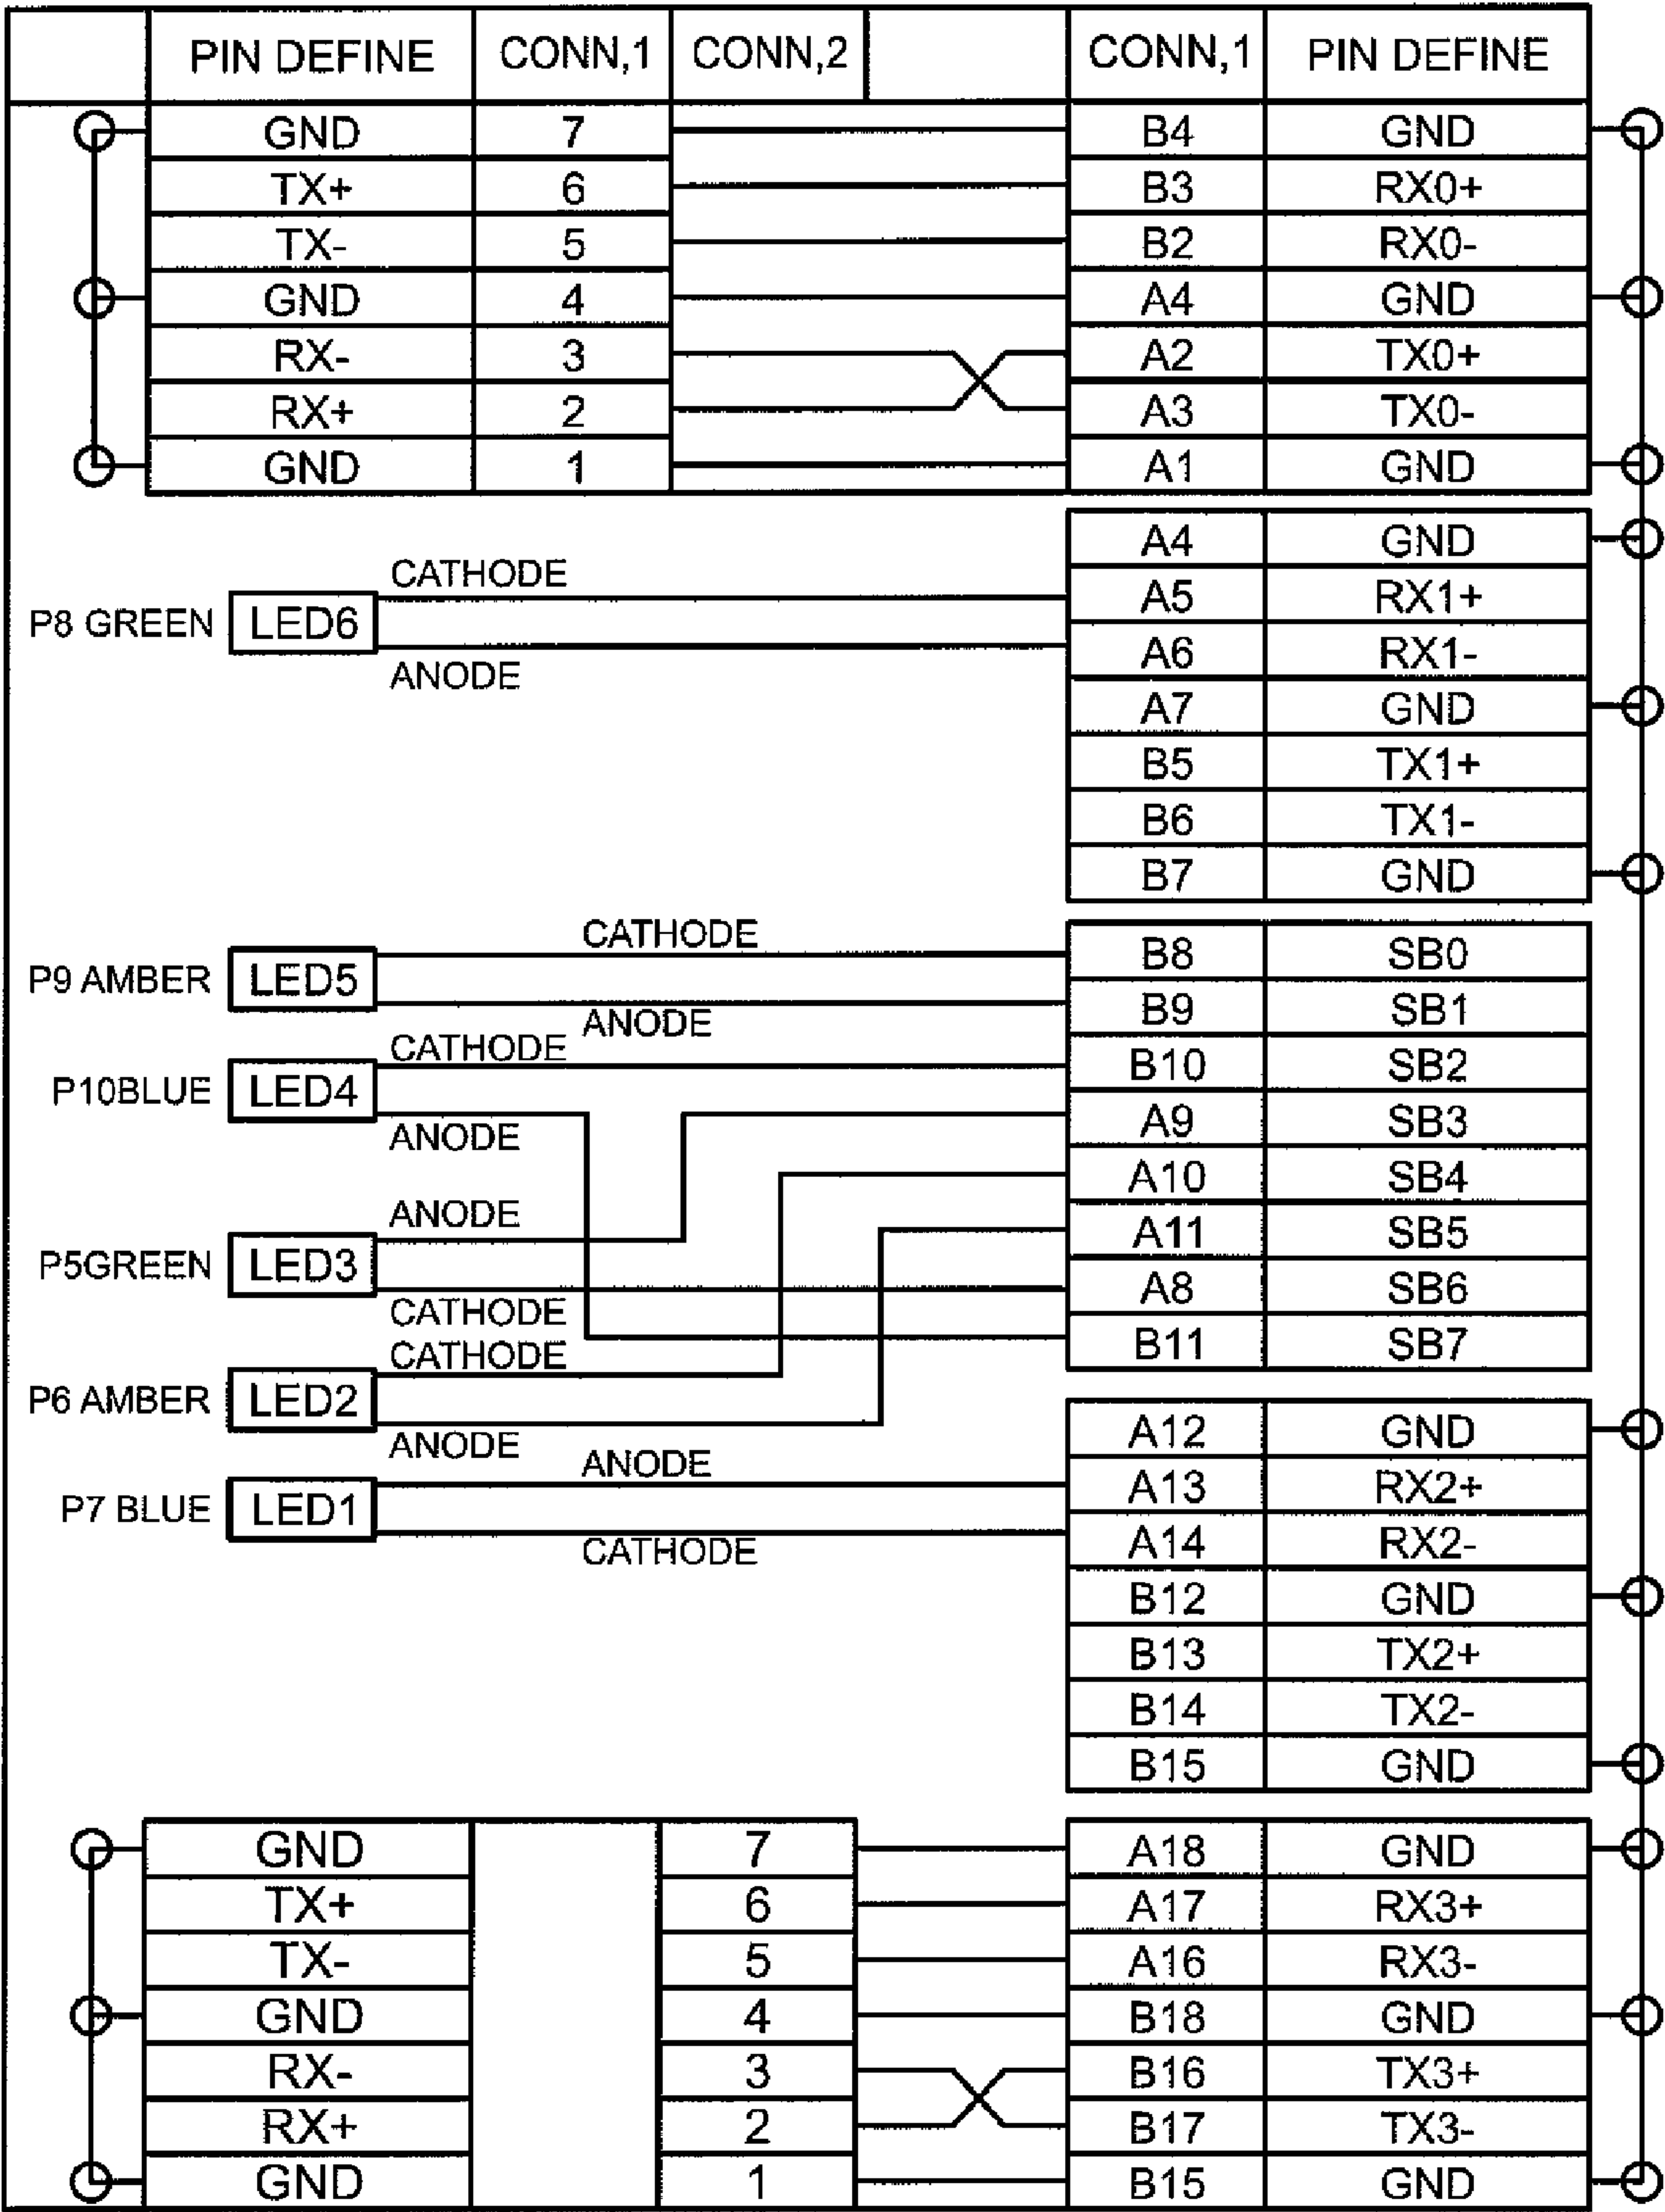 PIN DEFINE CONN,1 CONN,2 CONN,1 PIN DEFINE
GND 7 B4 GND
TX+ 6 B3 RX0+
TX- 5 B2 RX0-
GND 4 A4 GND
RX- 3 A2 TX0+
RX+ 2 A3 TX0-
GND 1 A1 GND
A4 GND
CATHODE
P8 GREEN LED6 A5 RX1+
ANODE A6 RX1-
A7 GND
B5 TX1+
B6 TX1-
B7 GND
CATHODE
P9 AMBER LED5 B8 SB0
ANODE B9 SB1
CATHODE
P10BLUE LED4 B10 SB2
ANODE A9 SB3
A10 SB4
ANODE A11 SB5
P5GREEN LED3 A8 SB6
CATHODE
CATHODE B11 SB7
P6 AMBER LED2
ANODE A12 GND
ANODE
P7 BLUE LED1 A13 RX2+
CATHODE A14 RX2-
B12 GND
B13 TX2+
B14 TX2-
B15 GND
GND 7 A18 GND
TX+ 6 A17 RX3+
TX- 5 A16 RX3-
GND 4 B18 GND
RX- 3 B16 TX3+
RX+ 2 B17 TX3-
GND 1 B15 GND